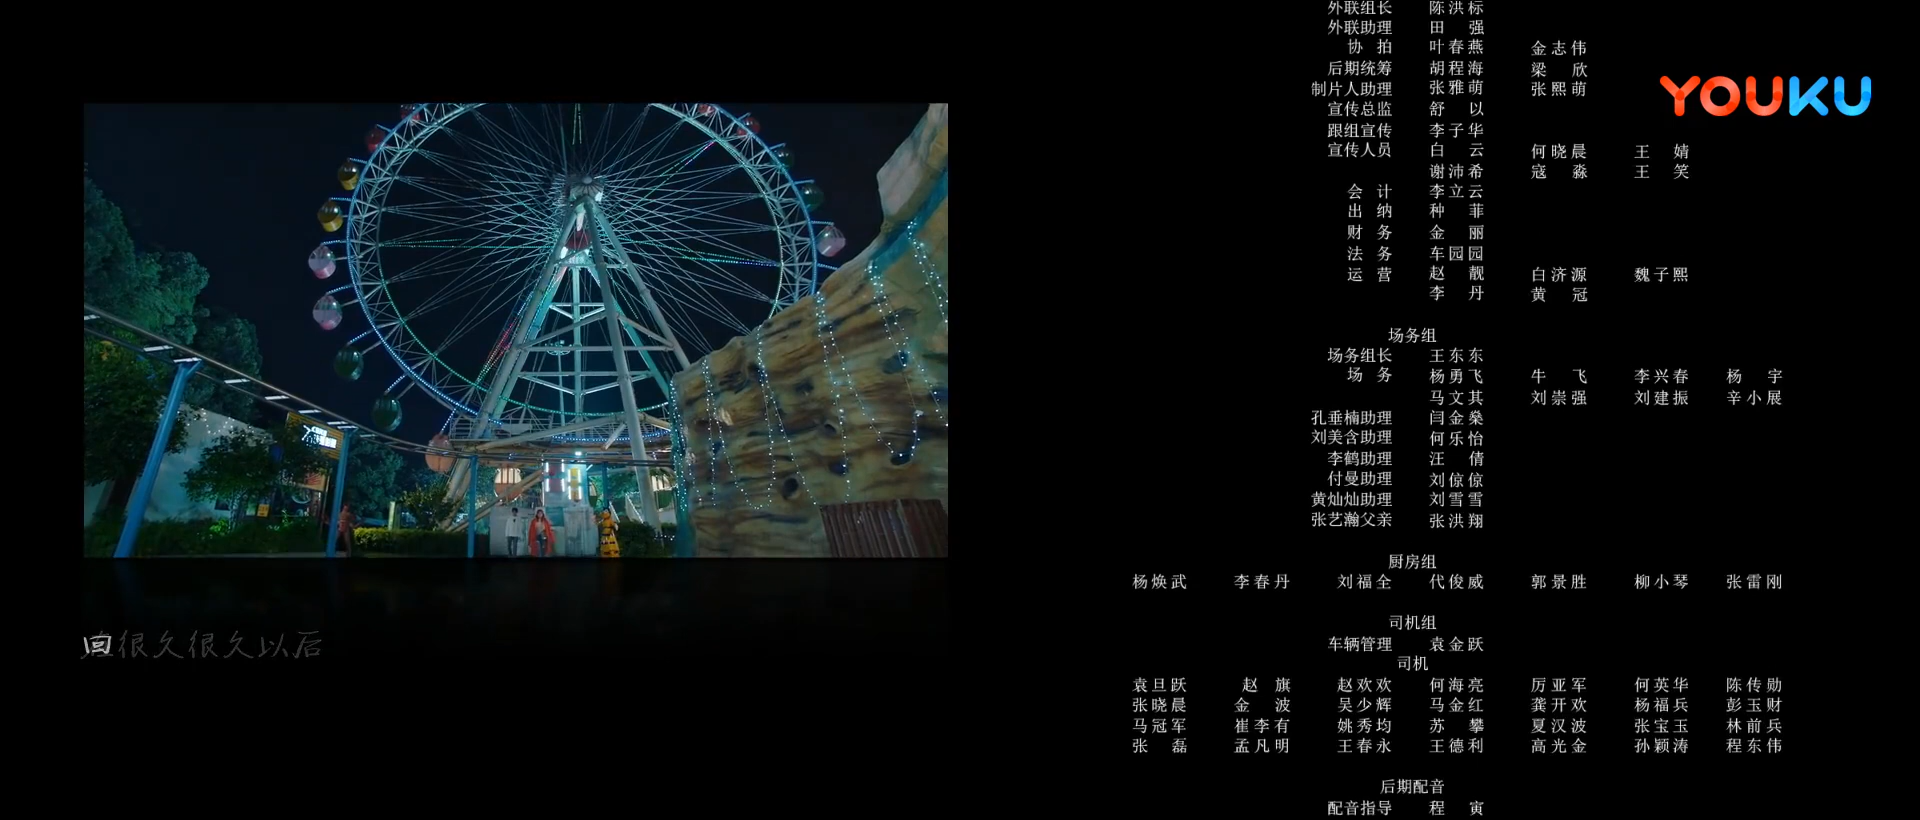 外联组长 陈洪标
外联助理 田强
协拍 叶春燕 金志伟
后期统筹 胡程海 梁欣
制片人助理 张雅萌 张熙萌
YOUKU
宣传总监 舒以
跟组宣传 李子华
宣传人员 白云 何晓晨 王婧
谢沛希 寇淼 王笑
会计 李立云
出纳 种菲
财务 金丽
法务 车园园
运营 赵靓 白济源 魏子熙
李丹 黄冠
场务组
场务组长 王东东
场务 杨勇飞 牛飞 李兴春 杨宇
马文其 刘崇强 刘建振 辛小展
孔垂楠助理 闫金燊
刘美含助理 何乐怡
李鹤助理 汪倩
付曼助理 刘倞倞
黄灿灿助理 刘雪雪
张艺瀚父亲 张洪翔
厨房组
杨焕武 李春丹 刘福全 代俊威 郭景胜 柳小琴 张雷刚
司机组
车辆管理 袁金跃
司机
袁旦跃 赵旗 赵欢欢 何海亮 厉亚军 何英华 陈传勋
张晓晨 金波 吴少辉 马金红 龚开欢 杨福兵 彭玉财
马冠军 崔李有 姚秀均 苏攀 夏汉波 张宝玉 林前兵
张磊 孟凡明 王春永 王德利 高光金 孙颖涛 程东伟
后期配音
配音指导 程寅
很久很久以后